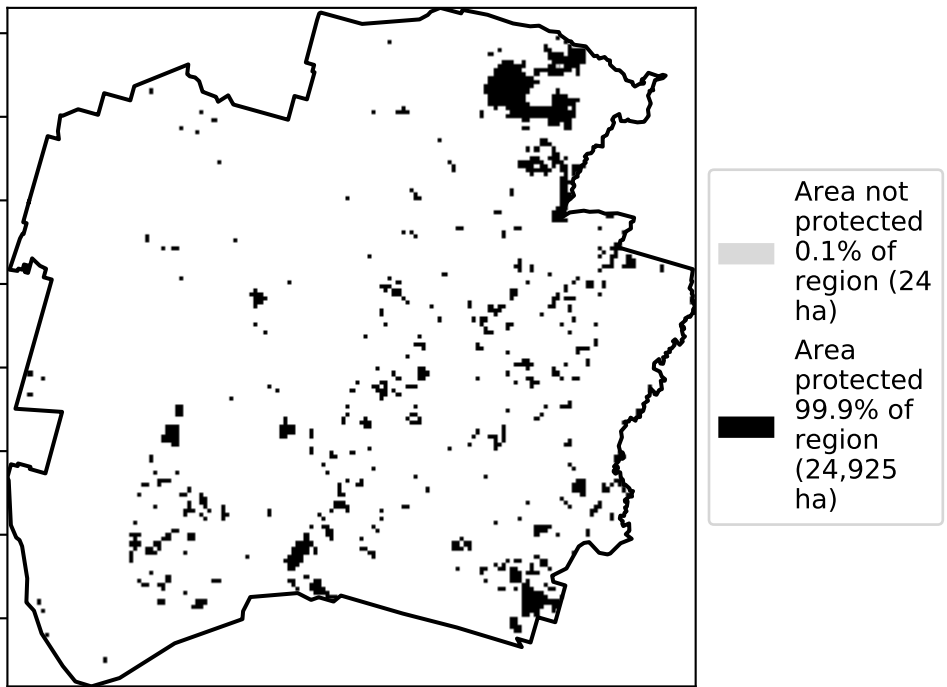 Area not
protected
0.1% of
region (24
ha)
Area
protected
99.9% of
region
(24,925
ha)